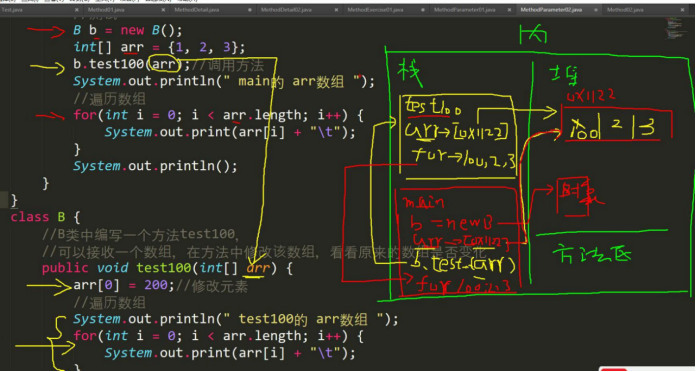 Test.java MethodDetail.java MethodDetail02.java MethodExercise01.java MethodParameter01.java MethodParameter02.java Method02.java
B b = new B();
int[] arr = {1, 2, 3};
b.test100(arr);//调用方法
System.out.println(" main的 arr数组 ");
//遍历数组
for(int i = 0; i < arr.length; i++) {
System.out.print(arr[i] + "\t");
}
System.out.println();
}
}
class B {
//B类中编写一个方法test100,
//可以接收一个数组，在方法中修改该数组，看看原来的数组是否变化
public void test100(int[] arr) {
arr[0] = 200;//修改元素
//遍历数组
System.out.println(" test100的 arr数组 ");
for(int i = 0; i < arr.length; i++) {
System.out.print(arr[i] + "\t");
}
栈
test100
arr→[0x1122]
for→100,2,3
main
b = new B
arr→[0x1122]
b.test(arr)
for 100,2,3
堆
0x1122
100 | 2 | 3
方法区